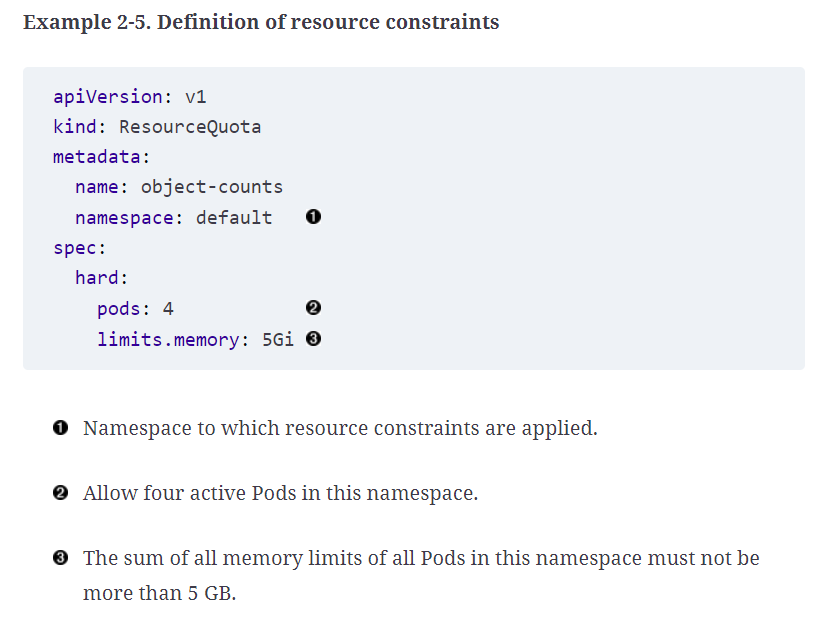 Example 2-5. Definition of resource constraints
apiVersion: v1
kind: ResourceQuota
metadata:
  name: object-counts
  namespace: default   ❶
spec:
  hard:
    pods: 4            ❷
    limits.memory: 5Gi ❸
❶ Namespace to which resource constraints are applied.
❷ Allow four active Pods in this namespace.
❸ The sum of all memory limits of all Pods in this namespace must not be
more than 5 GB.